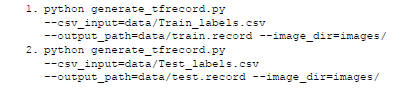 1. python generate_tfrecord.py
--csv_input=data/Train_labels.csv
--output_path=data/train.record --image_dir=images/
2. python generate_tfrecord.py
--csv_input=data/Test_labels.csv
--output_path=data/test.record --image_dir=images/